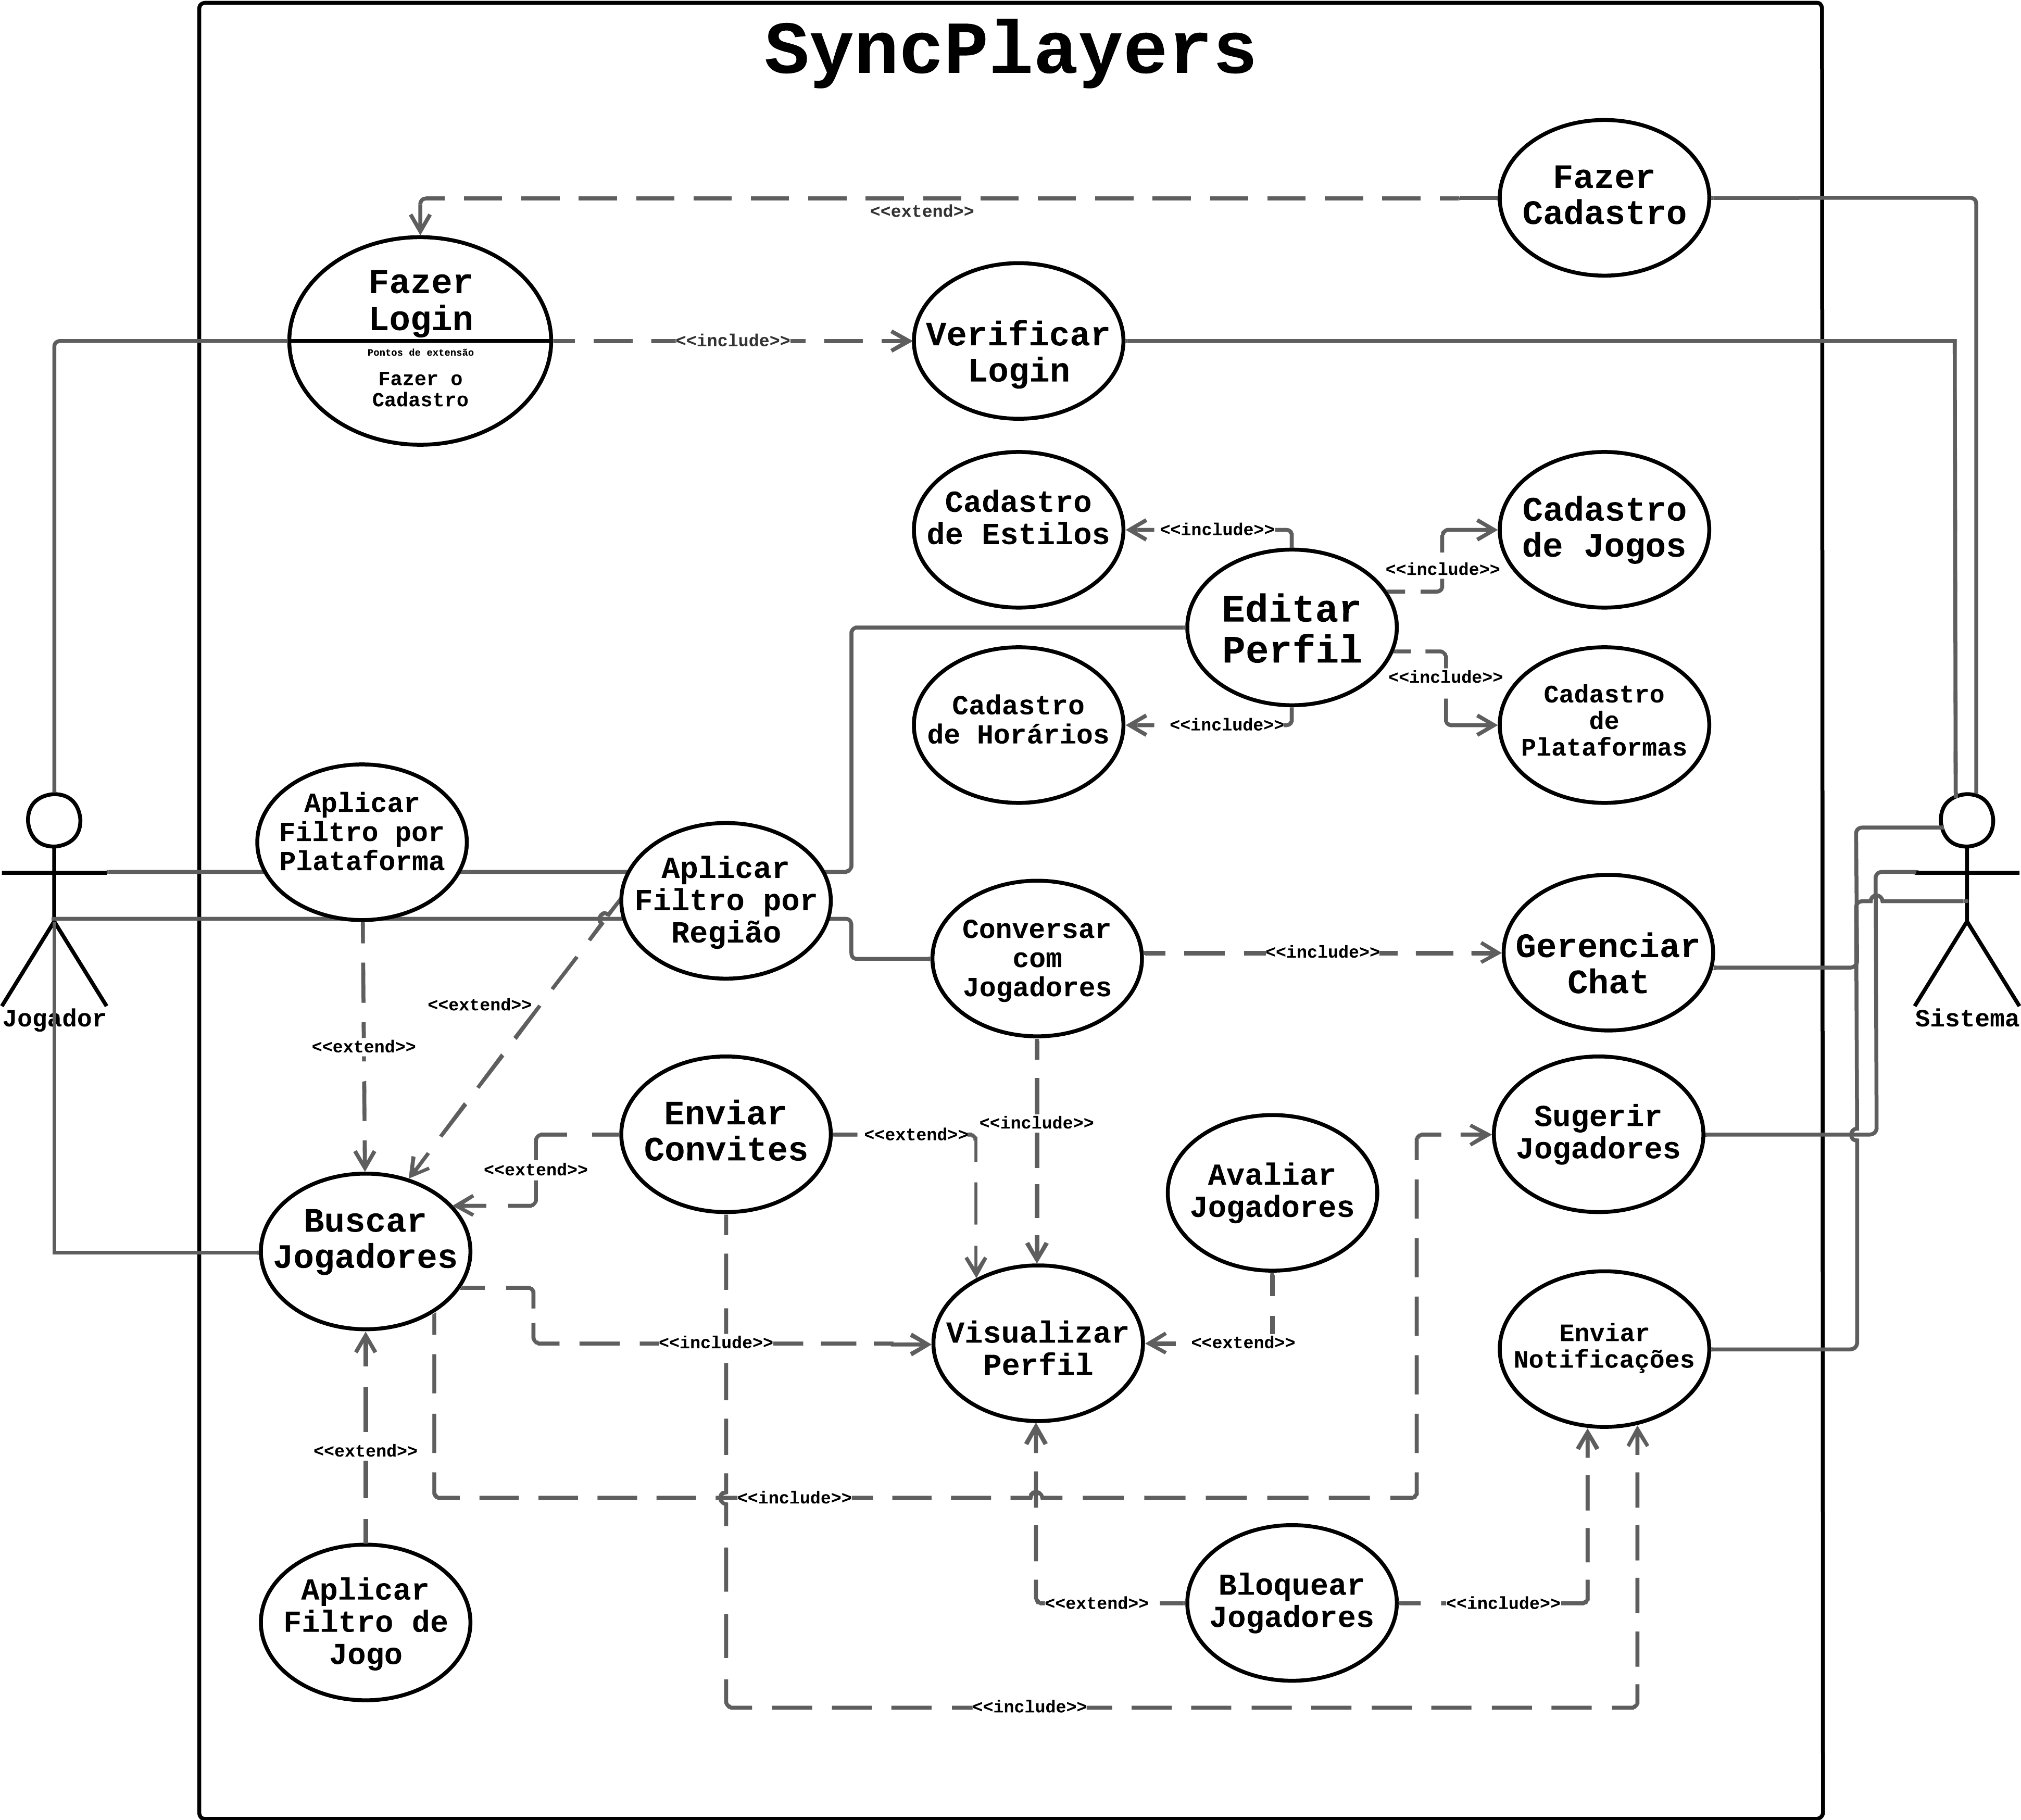 SyncPlayers
Fazer
Cadastro
<<extend>>
Fazer
Login
Pontos de extensão
Fazer o
Cadastro
<<include>>
Verificar
Login
Cadastro
de Estilos
<<include>>
Cadastro
de Jogos
<<include>>
Editar
Perfil
<<include>>
Cadastro
de Horários
<<include>>
Cadastro
de
Plataformas
Aplicar
Filtro por
Plataforma
Aplicar
Filtro por
Região
Conversar
com
Jogadores
<<include>>
Gerenciar
Chat
Jogador
Sistema
<<extend>>
<<extend>>
Enviar
Convites
<<extend>>
<<include>>
<<extend>>
Avaliar
Jogadores
Sugerir
Jogadores
Buscar
Jogadores
<<include>>
Visualizar
Perfil
<<extend>>
Enviar
Notificações
<<extend>>
<<include>>
Aplicar
Filtro de
Jogo
<<extend>>
Bloquear
Jogadores
<<include>>
<<include>>